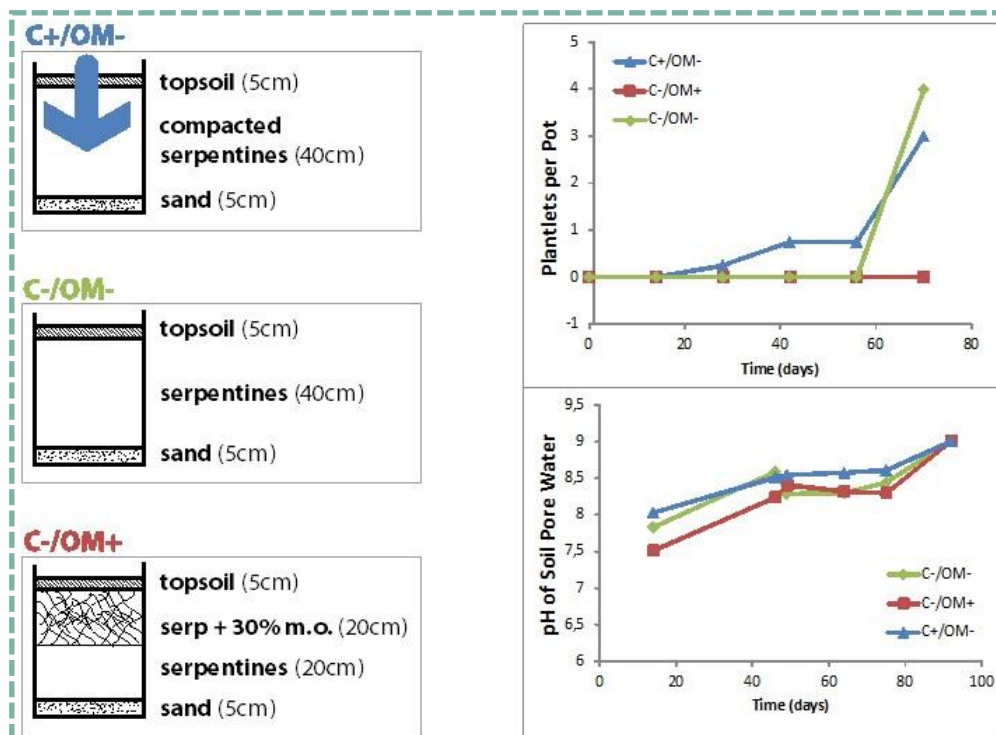 C+/OM-
topsoil (5cm)
compacted
serpentines (40cm)
sand (5cm)
C-/OM-
topsoil (5cm)
serpentines (40cm)
sand (5cm)
C-/OM+
topsoil (5cm)
serp + 30% m.o. (20cm)
serpentines (20cm)
sand (5cm)
5
4
3
2
1
0
-1
C+/OM-
C-/OM+
C-/OM-
Plantlets per Pot
0 20 40 60 80
Time (days)
9,5
9
8,5
8
7,5
7
6,5
6
pH of Soil Pore Water
C-/OM-
C-/OM+
C+/OM-
0 20 40 60 80 100
Time (days)